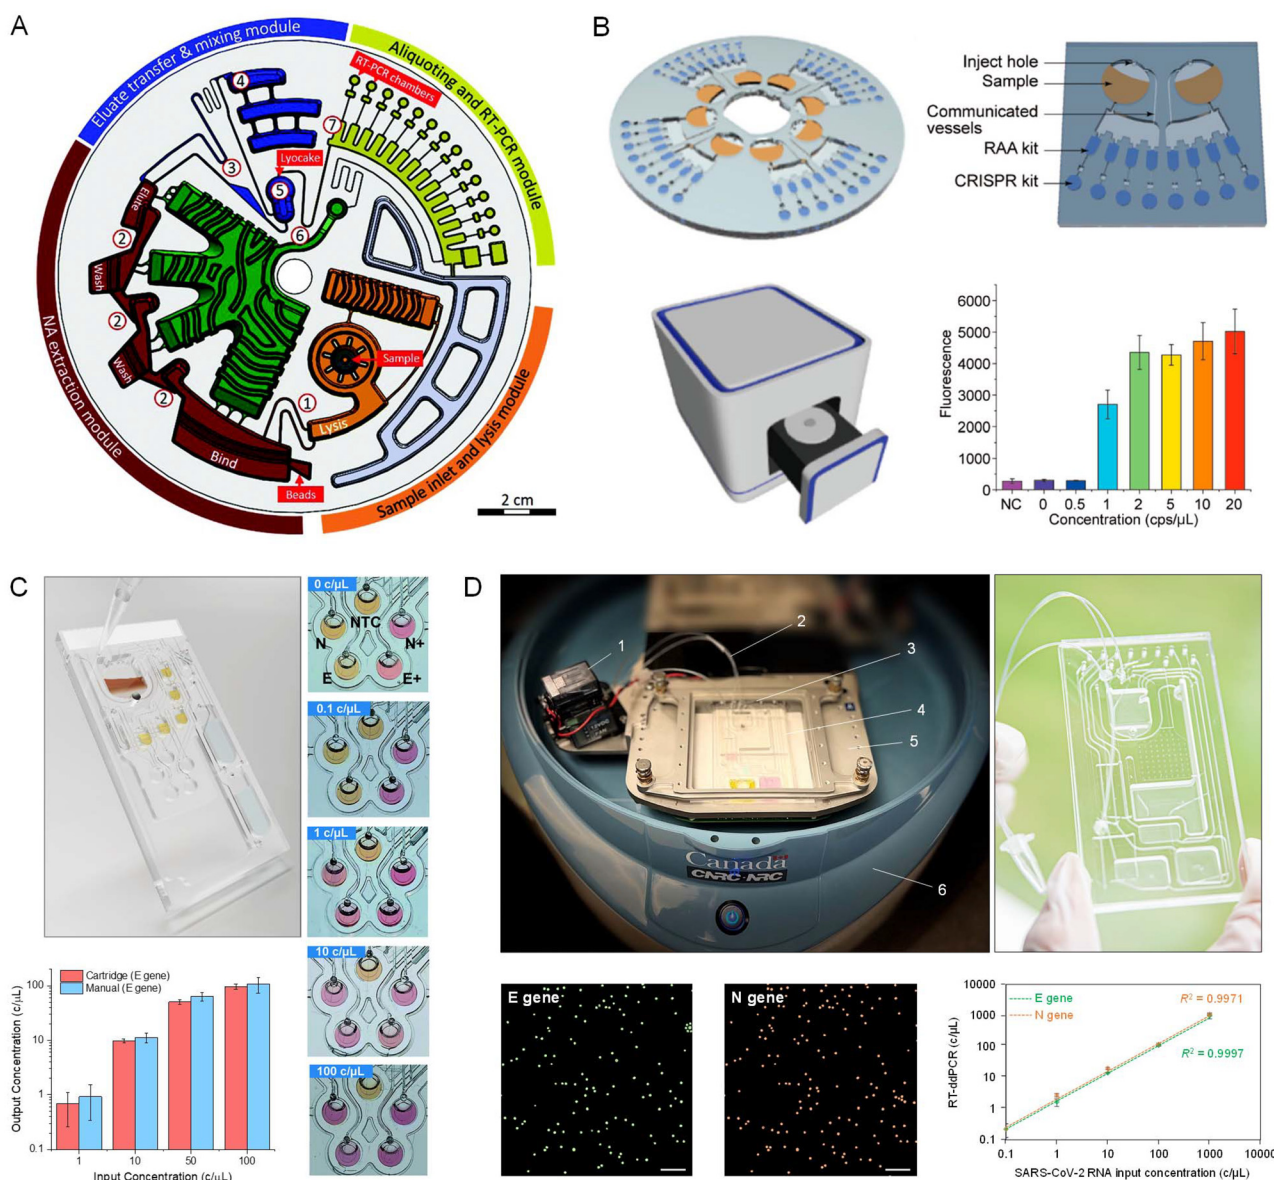 A
Eluate transfer & mixing module
Aliquoting and RT-PCR module
NA extraction module
Sample inlet and lysis module
RT-PCR chambers
Lyocake
Sample
Beads
Elute
Wash
Wash
Bind
Lysis
1
2
2
2
3
4
5
6
7
2 cm
B
Inject hole
Sample
Communicated
vessels
RAA kit
CRISPR kit
Fluorescence
6000
5000
4000
3000
2000
1000
0
NC 0 0.5 1 2 5 10 20
Concentration (cps/µL)
C
0 c/µL
NTC
N N+
E E+
0.1 c/µL
1 c/µL
10 c/µL
100 c/µL
Cartridge (E gene)
Manual (E gene)
Output Concentration (c/µL)
100
10
1
0.1
1 10 50 100
Input Concentration (c/µL)
D
1
2
3
4
5
6
12VDC
Canada
CNRC·NRC
E gene
N gene
E gene
N gene
R² = 0.9971
R² = 0.9997
RT-ddPCR (c/µL)
10000
1000
100
10
1
0.1
0.1 1 10 100 1000 10000
SARS-CoV-2 RNA input concentration (c/µL)